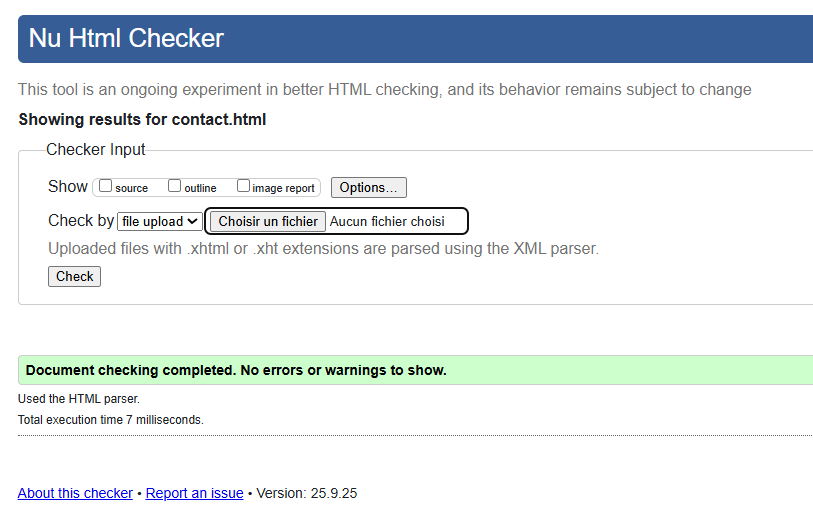 Nu Html Checker
This tool is an ongoing experiment in better HTML checking, and its behavior remains subject to change
Showing results for contact.html
Checker Input
Show source outline image report Options...
Check by file upload Choisir un fichier Aucun fichier choisi
Uploaded files with .xhtml or .xht extensions are parsed using the XML parser.
Check
Document checking completed. No errors or warnings to show.
Used the HTML parser.
Total execution time 7 milliseconds.
About this checker • Report an issue • Version: 25.9.25